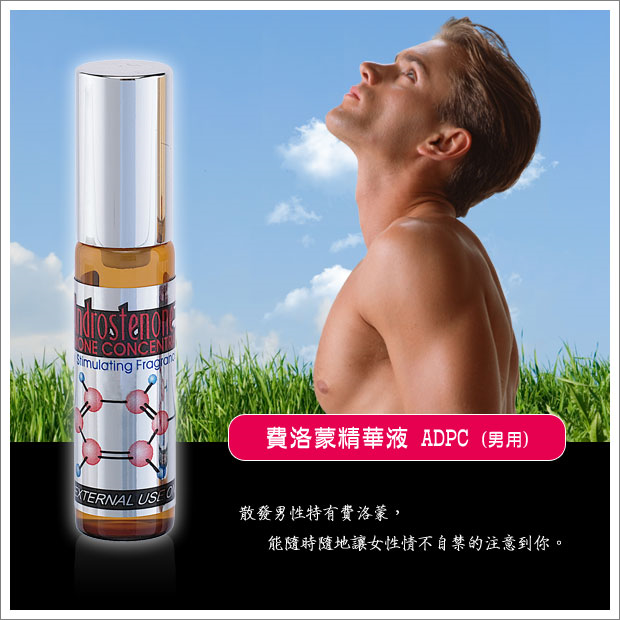 ndrostenone
ONE CONCENTRA
Stimulating Fragranc
EXTERNAL USE ON
費洛蒙精華液 ADPC (男用)
散發男性特有費洛蒙，
能隨時隨地讓女性情不自禁的注意到你。